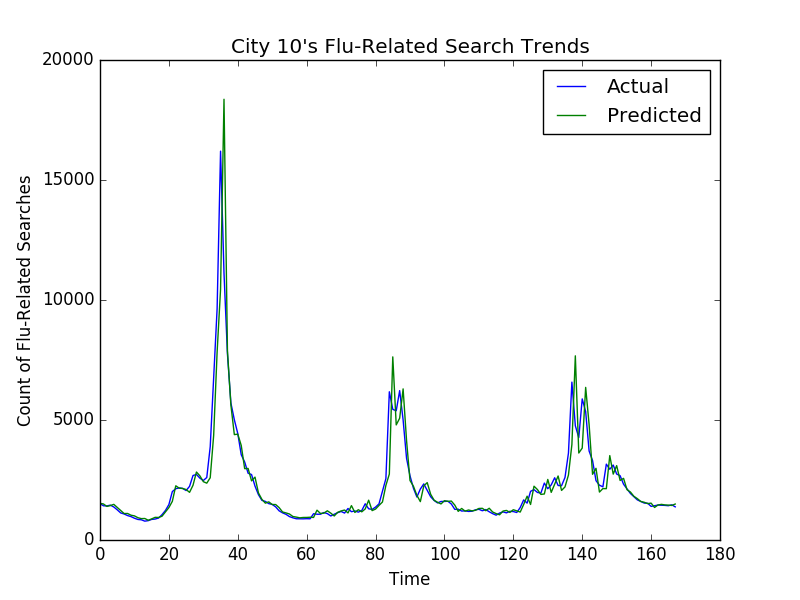 City 10's Flu-Related Search Trends
Actual
Predicted
20000
15000
10000
5000
0
Count of Flu-Related Searches
0 20 40 60 80 100 120 140 160 180
Time